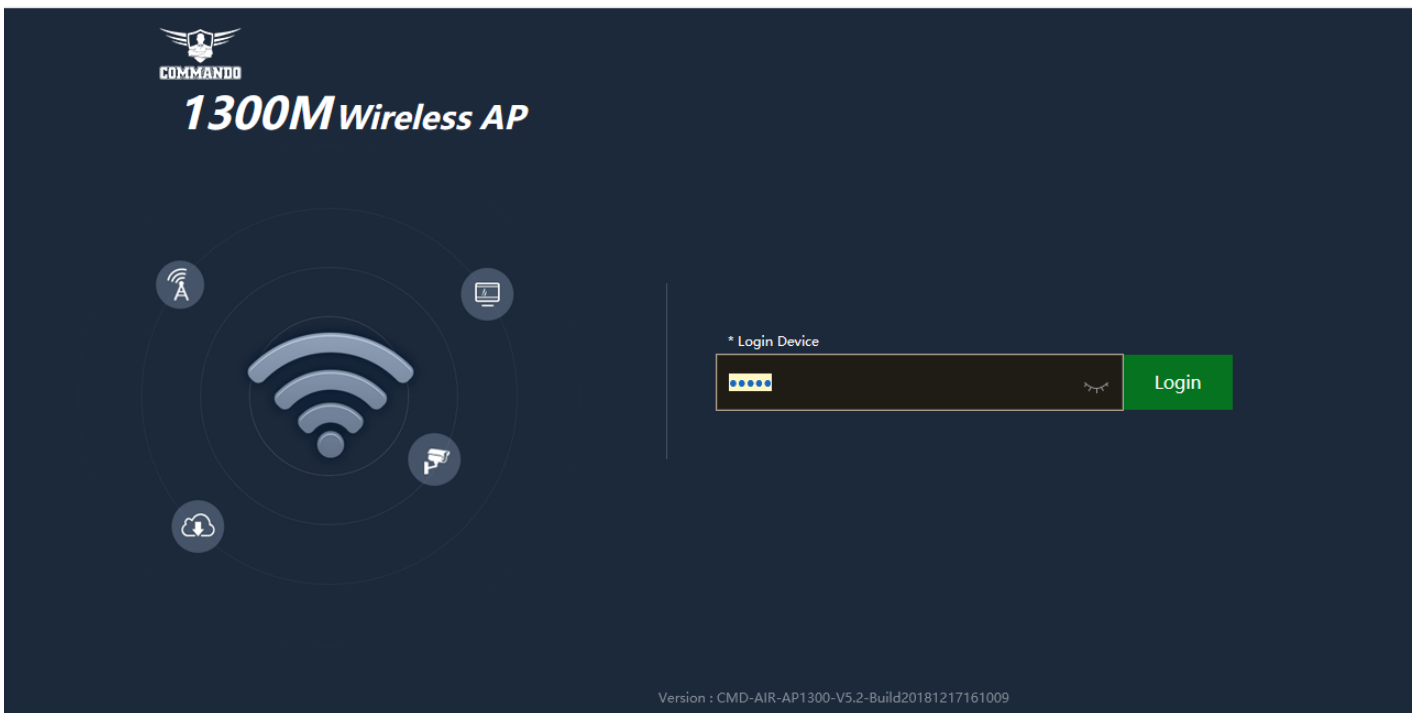 COMMANDO
1300M Wireless AP
* Login Device
•••••
Login
Version : CMD-AIR-AP1300-V5.2-Build20181217161009